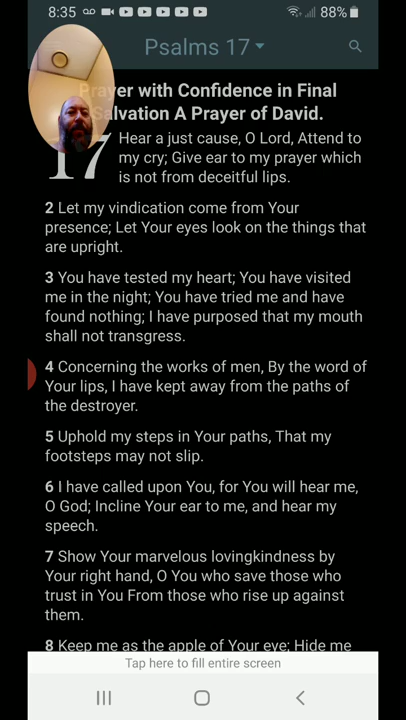 8:35 88%
Psalms 17
Prayer with Confidence in Final
Salvation A Prayer of David.
17 Hear a just cause, O Lord, Attend to
my cry; Give ear to my prayer which
is not from deceitful lips.
2 Let my vindication come from Your
presence; Let Your eyes look on the things that
are upright.
3 You have tested my heart; You have visited
me in the night; You have tried me and have
found nothing; I have purposed that my mouth
shall not transgress.
4 Concerning the works of men, By the word of
Your lips, I have kept away from the paths of
the destroyer.
5 Uphold my steps in Your paths, That my
footsteps may not slip.
6 I have called upon You, for You will hear me,
O God; Incline Your ear to me, and hear my
speech.
7 Show Your marvelous lovingkindness by
Your right hand, O You who save those who
trust in You From those who rise up against
them.
8 Keep me as the apple of Your eye; Hide me
Tap here to fill entire screen